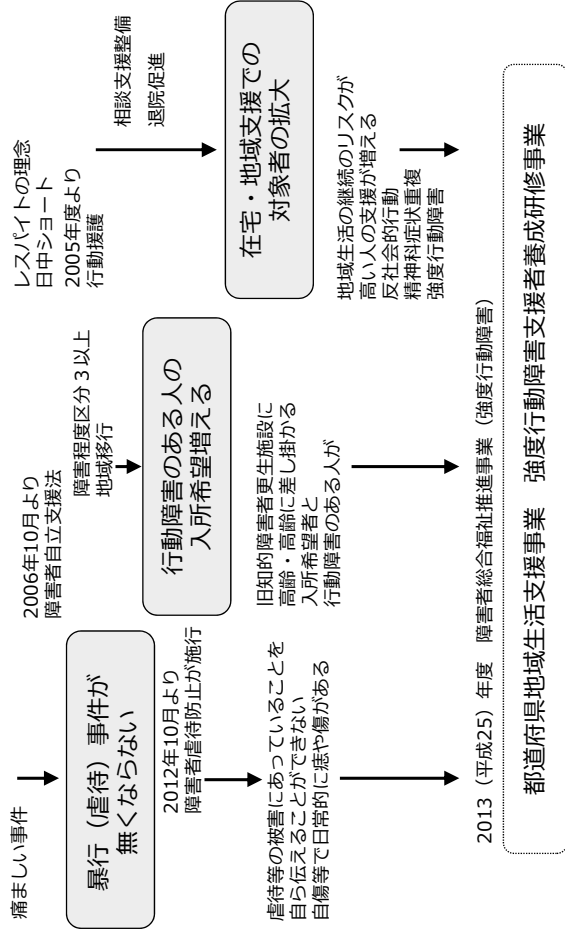 痛ましい事件
暴行（虐待）事件が
無くならない
2012年10月より
障害者虐待防止が施行
虐待等の被害にあっていることを
自ら伝えることができない
自傷等で日常的に痣や傷がある
2006年10月より
障害者自立支援法
障害程度区分３以上
地域移行
行動障害のある人の
入所希望増える
旧知的障害者更生施設に
高齢・高齢に差し掛かる
入所希望者と
行動障害のある人が
レスパイトの理念
日中ショート
2005年度より
行動援護
相談支援整備
退院促進
在宅・地域支援での
対象者の拡大
地域生活の継続のリスクが
高い人の支援が増える
反社会的行動
精神科症状重複
強度行動障害
2013（平成25）年度　障害者総合福祉推進事業（強度行動障害）
都道府県地域生活支援事業　強度行動障害支援者養成研修事業